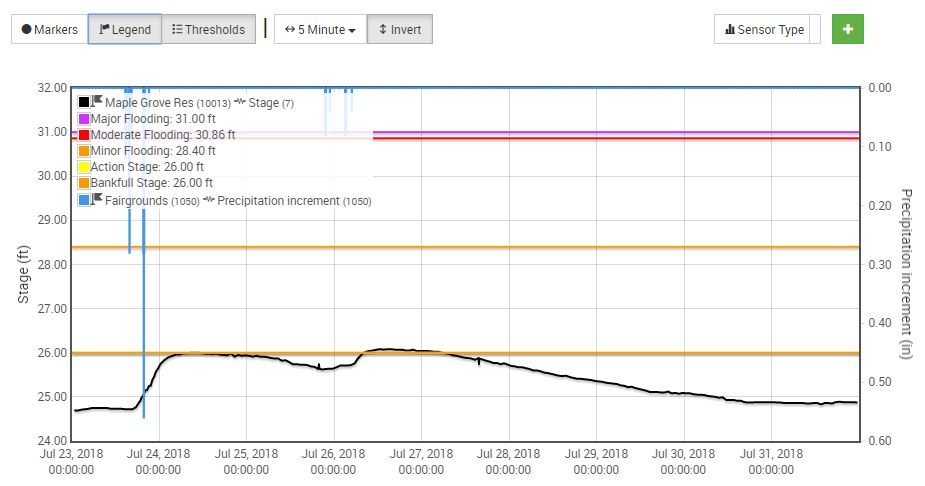 Markers Legend Thresholds | 5 Minute Invert Sensor Type +
32.00 0.00
Maple Grove Res (10013) Stage (7)
Major Flooding: 31.00 ft
31.00
Moderate Flooding: 30.86 ft
0.10
Minor Flooding: 28.40 ft
Action Stage: 26.00 ft
30.00
Bankfull Stage: 26.00 ft
Fairgrounds (1050) Precipitation increment (1050)
0.20
29.00
28.00 0.30
27.00
0.40
26.00
0.50
25.00
24.00 0.60
Stage (ft)
Precipitation increment (in)
Jul 23, 2018 Jul 24, 2018 Jul 25, 2018 Jul 26, 2018 Jul 27, 2018 Jul 28, 2018 Jul 29, 2018 Jul 30, 2018 Jul 31, 2018
00:00:00 00:00:00 00:00:00 00:00:00 00:00:00 00:00:00 00:00:00 00:00:00 00:00:00